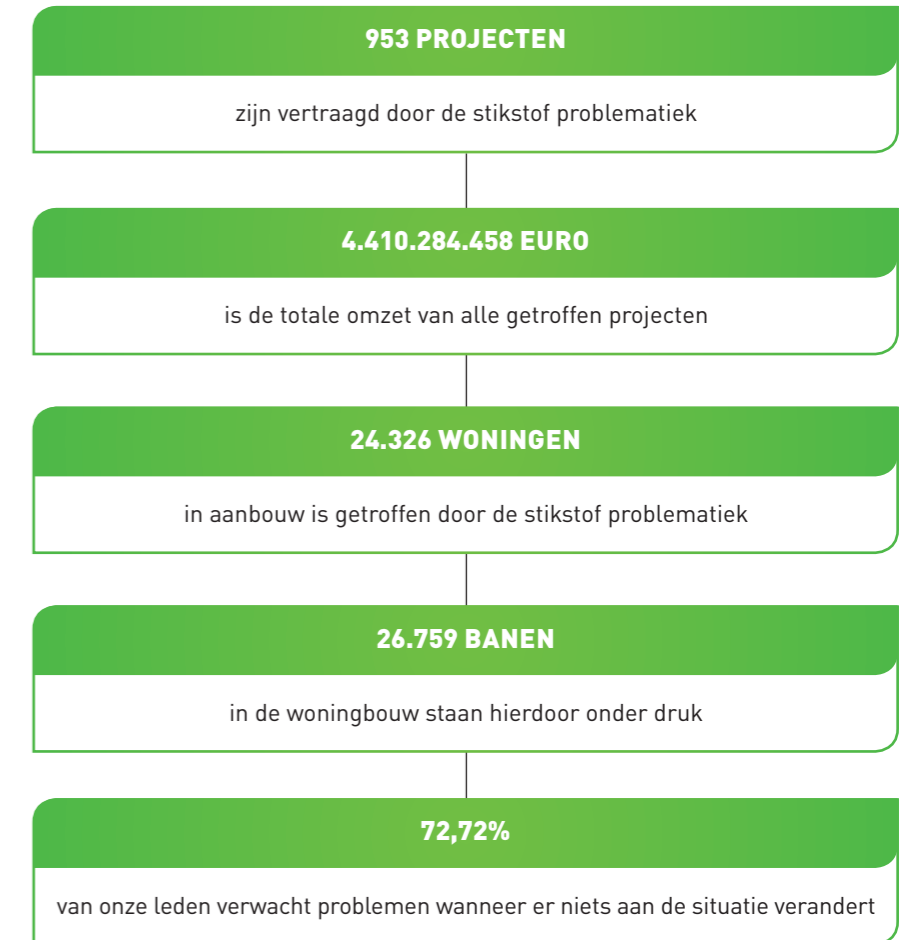 953 PROJECTEN
zijn vertraagd door de stikstof problematiek
4.410.284.458 EURO
is de totale omzet van alle getroffen projecten
24.326 WONINGEN
in aanbouw is getroffen door de stikstof problematiek
26.759 BANEN
in de woningbouw staan hierdoor onder druk
72,72%
van onze leden verwacht problemen wanneer er niets aan de situatie verandert